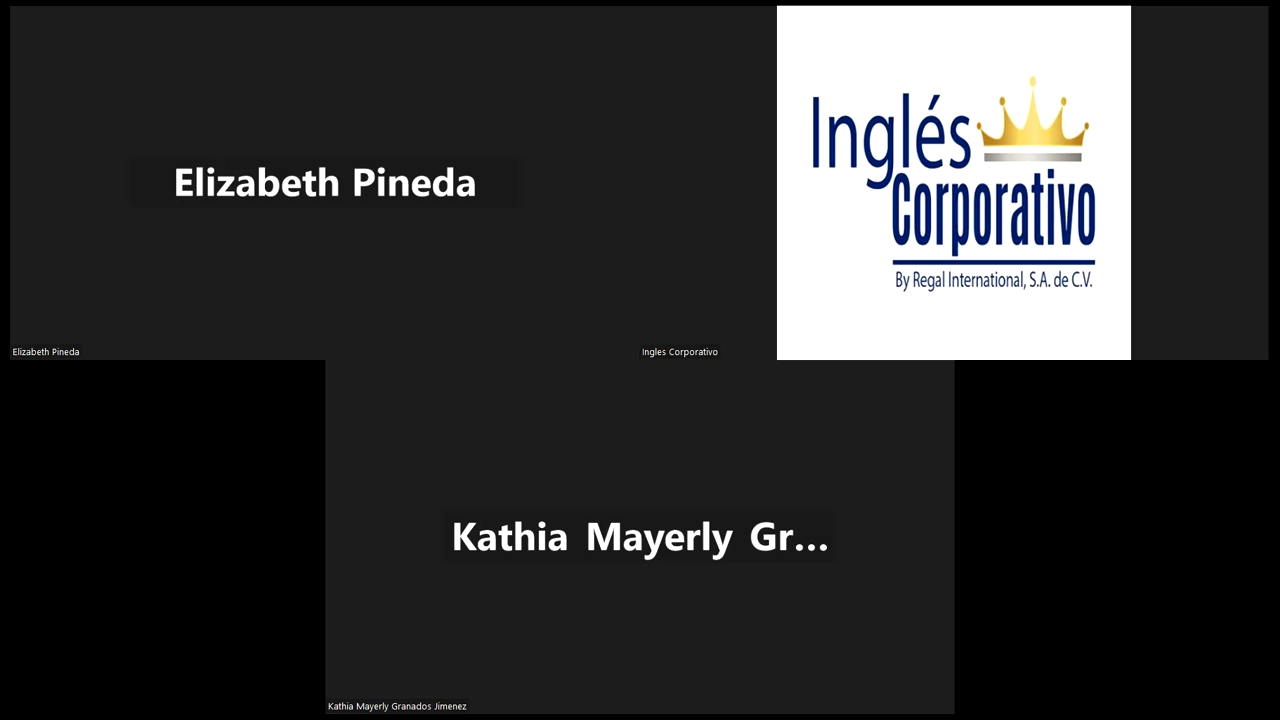 Elizabeth Pineda
Elizabeth Pineda
Inglés
Corporativo
By Regal International, S.A. de C.V.
Ingles Corporativo
Kathia Mayerly Gr...
Kathia Mayerly Granados Jimenez